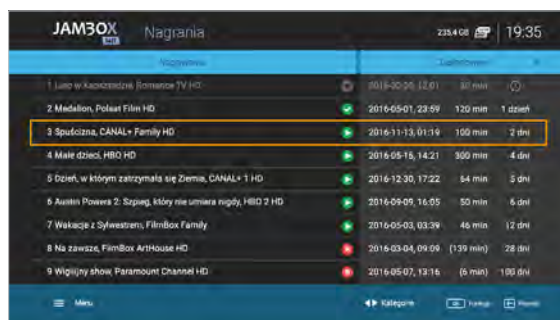 JAMBOX Nagrania 235,4 GB 19:35
2 Medalion, Polsat Film HD 2016-05-01, 23:59 120 min 1 dzień
3 Spuścizna, CANAL+ Family HD 2016-11-13, 01:19 100 min 2 dni
4 Małe dzieci, HBO HD 2016-05-15, 14:21 300 min 4 dni
5 Dzień, w którym zatrzymała się Ziemia, CANAL+ 1 HD 2016-12-30, 17:22 54 min 5 dni
6 Austin Powers 2: Szpieg, który nie umiera nigdy, HBO 2 HD 2016-09-09, 16:05 50 min 6 dni
7 Wakacje z Sylwestrem, FilmBox Family 2016-05-03, 03:39 46 min 12 dni
8 Na zawsze, FilmBox ArtHouse HD 2016-03-04, 09:09 (139 min) 28 dni
9 Wigilijny show, Paramount Channel HD 2016-05-07, 13:16 (6 min) 100 dni
Menu Kategorie OK Funkcje Powrót